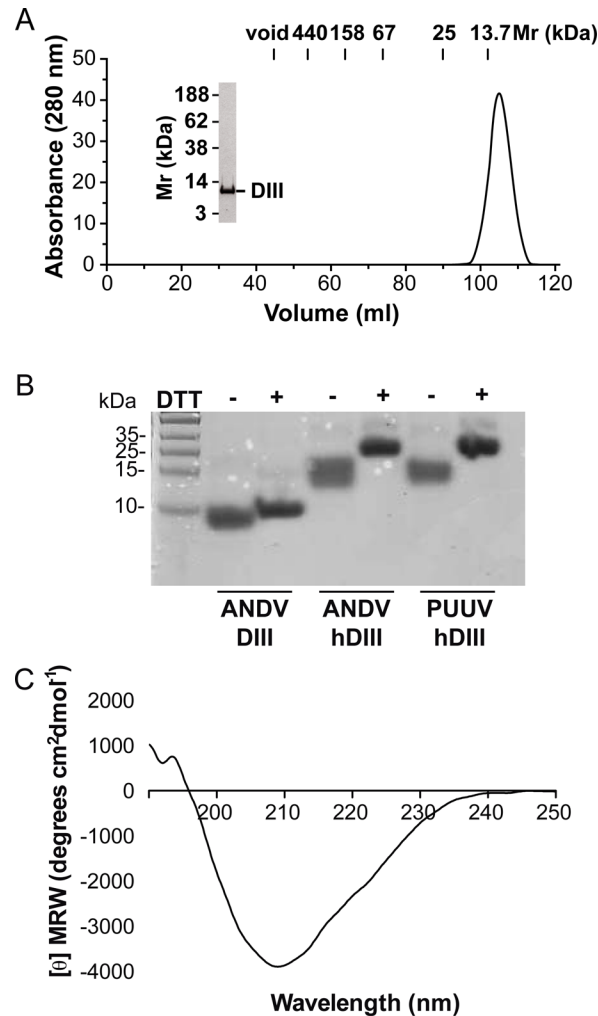 A
void 440 158 67 25 13.7 Mr (kDa)
Absorbance (280 nm)
50
40
30
20
10
0
Mr (kDa)
188
62
38
14
3
DIII
0 20 40 60 80 100 120
Volume (ml)
B
kDa DTT - + - + - +
35-
25-
15-
10-
ANDV DIII
ANDV hDIII
PUUV hDIII
C
[θ] MRW (degrees cm²dmol⁻¹)
2000
1000
0
-1000
-2000
-3000
-4000
200 210 220 230 240 250
Wavelength (nm)